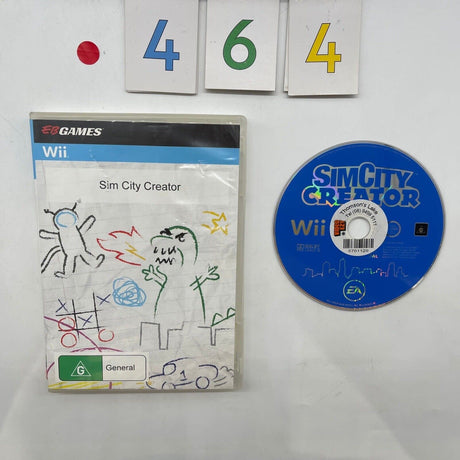 4 6 4
EB GAMES
Wii
Sim City Creator
G
General
SIMCITY
CREATOR
Thomson's Lake
Wii
G
EA